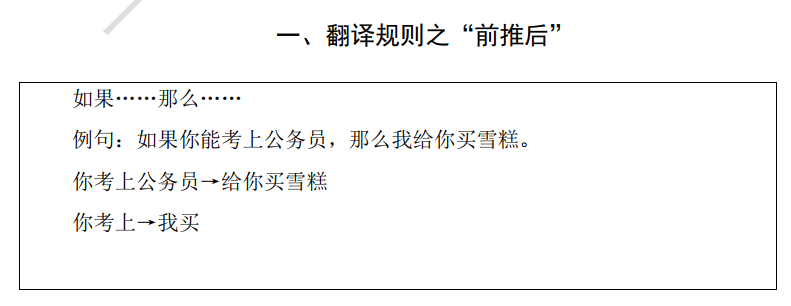 一、翻译规则之“前推后”
如果……那么……
例句：如果你能考上公务员，那么我给你买雪糕。
你考上公务员→给你买雪糕
你考上→我买